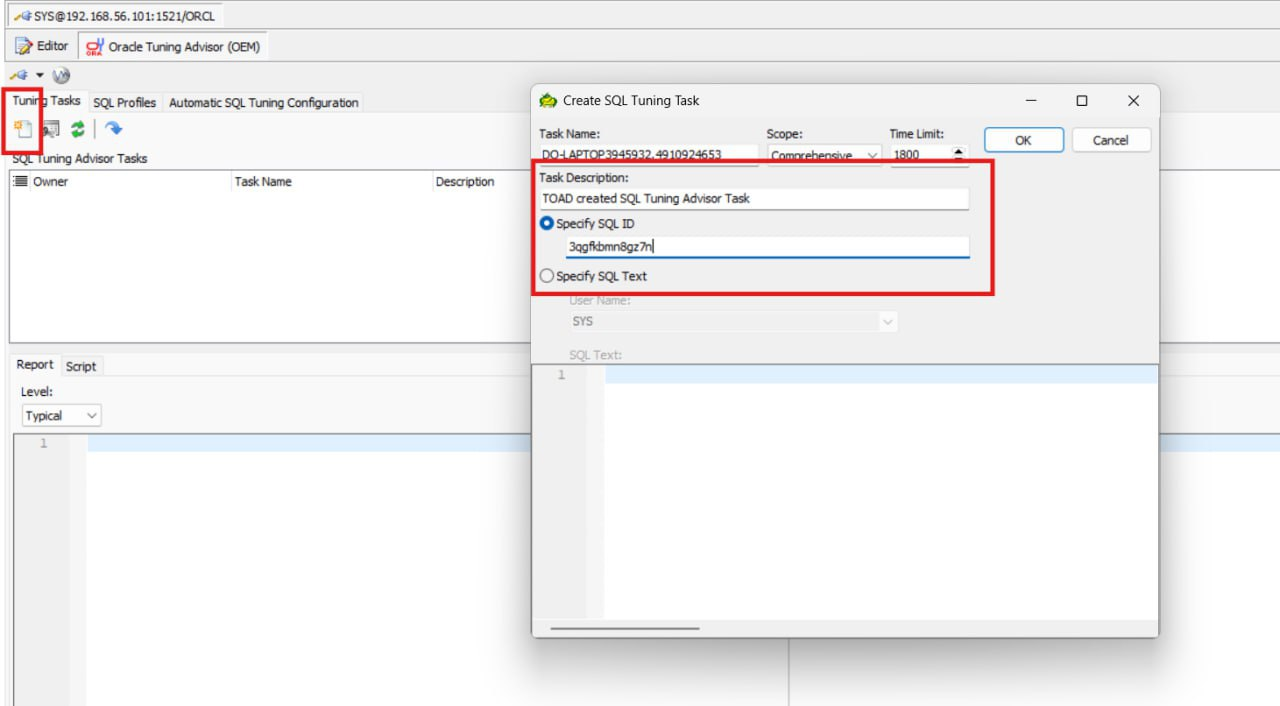 SYS@192.168.56.101:1521/ORCL
Editor
Oracle Tuning Advisor (OEM)
Tuning Tasks
SQL Profiles
Automatic SQL Tuning Configuration
SQL Tuning Advisor Tasks
Owner
Task Name
Description
Report
Script
Level:
Typical
1
Create SQL Tuning Task
Task Name:
Scope:
Time Limit:
DO-LAPTOP3945932.4910924653
Comprehensive
1800
OK
Cancel
Task Description:
TOAD created SQL Tuning Advisor Task
Specify SQL ID
3qgfkbmn8gz7n
Specify SQL Text
User Name:
SYS
SQL Text:
1